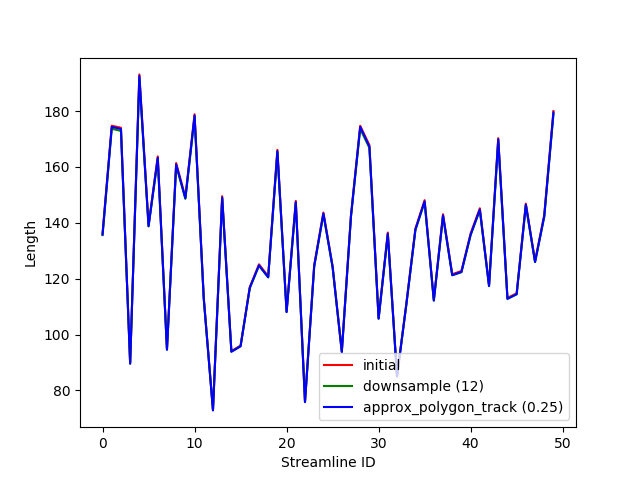 180
160
140
120
100
80
Length
0 10 20 30 40 50
Streamline ID
initial
downsample (12)
approx_polygon_track (0.25)